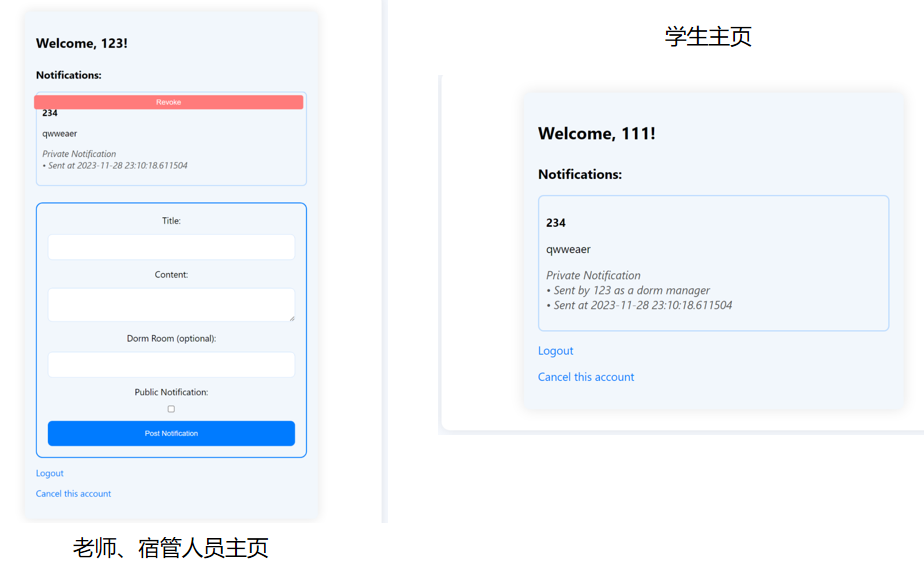 Welcome, 123!
Notifications:
Revoke
234
qwweaer
Private Notification
• Sent at 2023-11-28 23:10:18.611504
Title:
Content:
Dorm Room (optional):
Public Notification:
Post Notification
Logout
Cancel this account
老师、宿管人员主页
学生主页
Welcome, 111!
Notifications:
234
qwweaer
Private Notification
• Sent by 123 as a dorm manager
• Sent at 2023-11-28 23:10:18.611504
Logout
Cancel this account